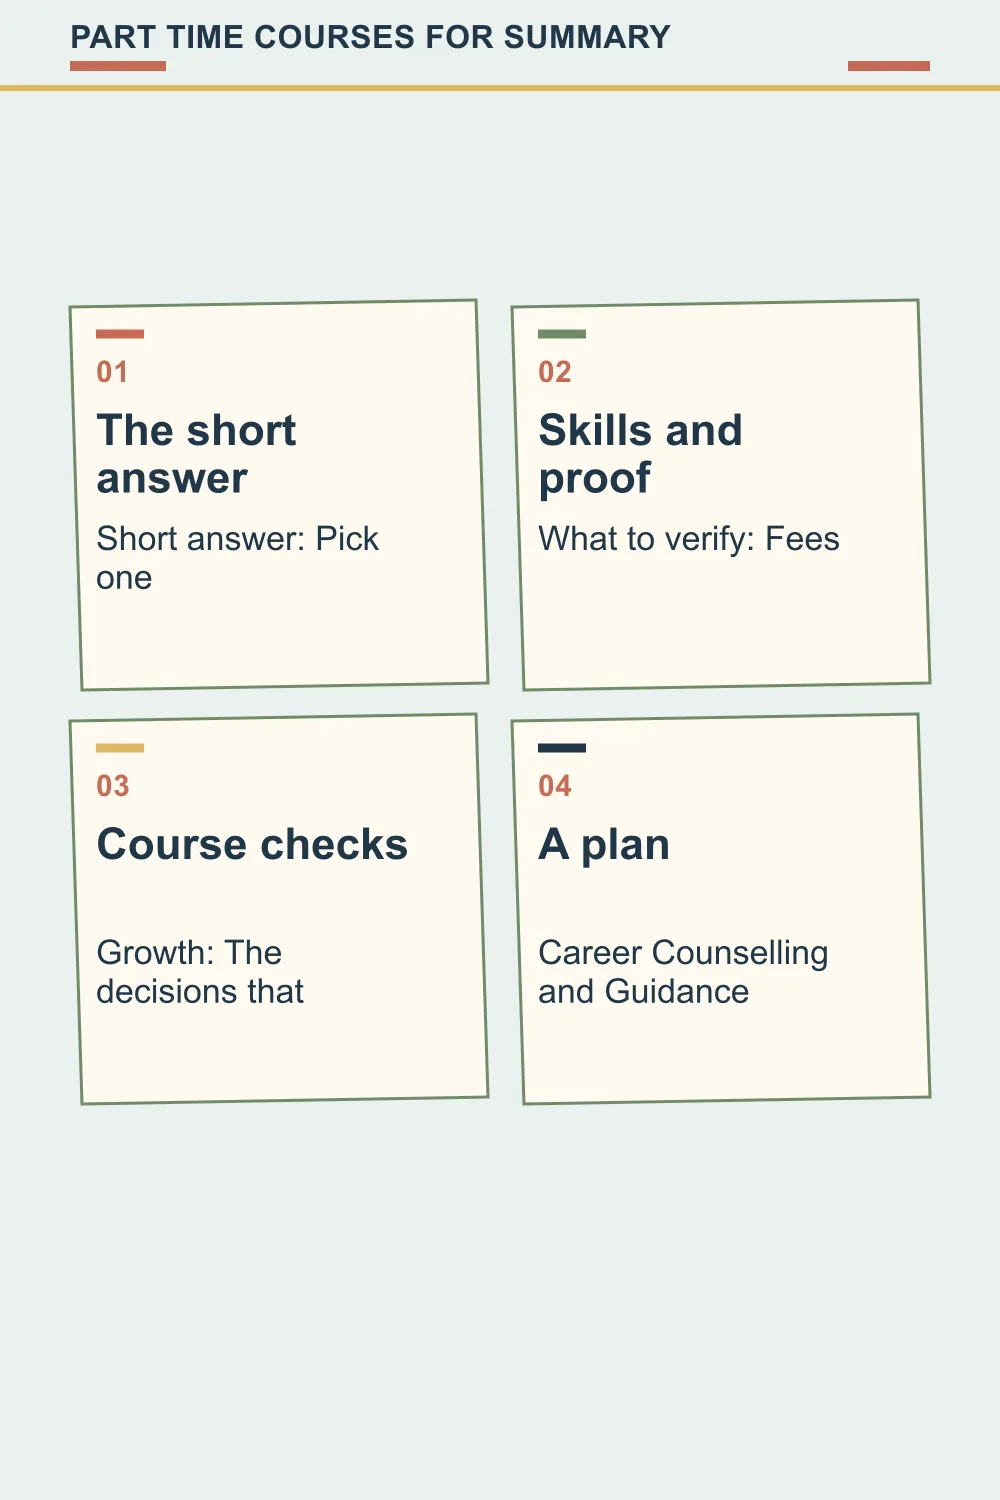 PART TIME COURSES FOR SUMMARY
01
The short
answer
Short answer: Pick
one
02
Skills and
proof
What to verify: Fees
03
Course checks
Growth: The
decisions that
04
A plan
Career Counselling
and Guidance